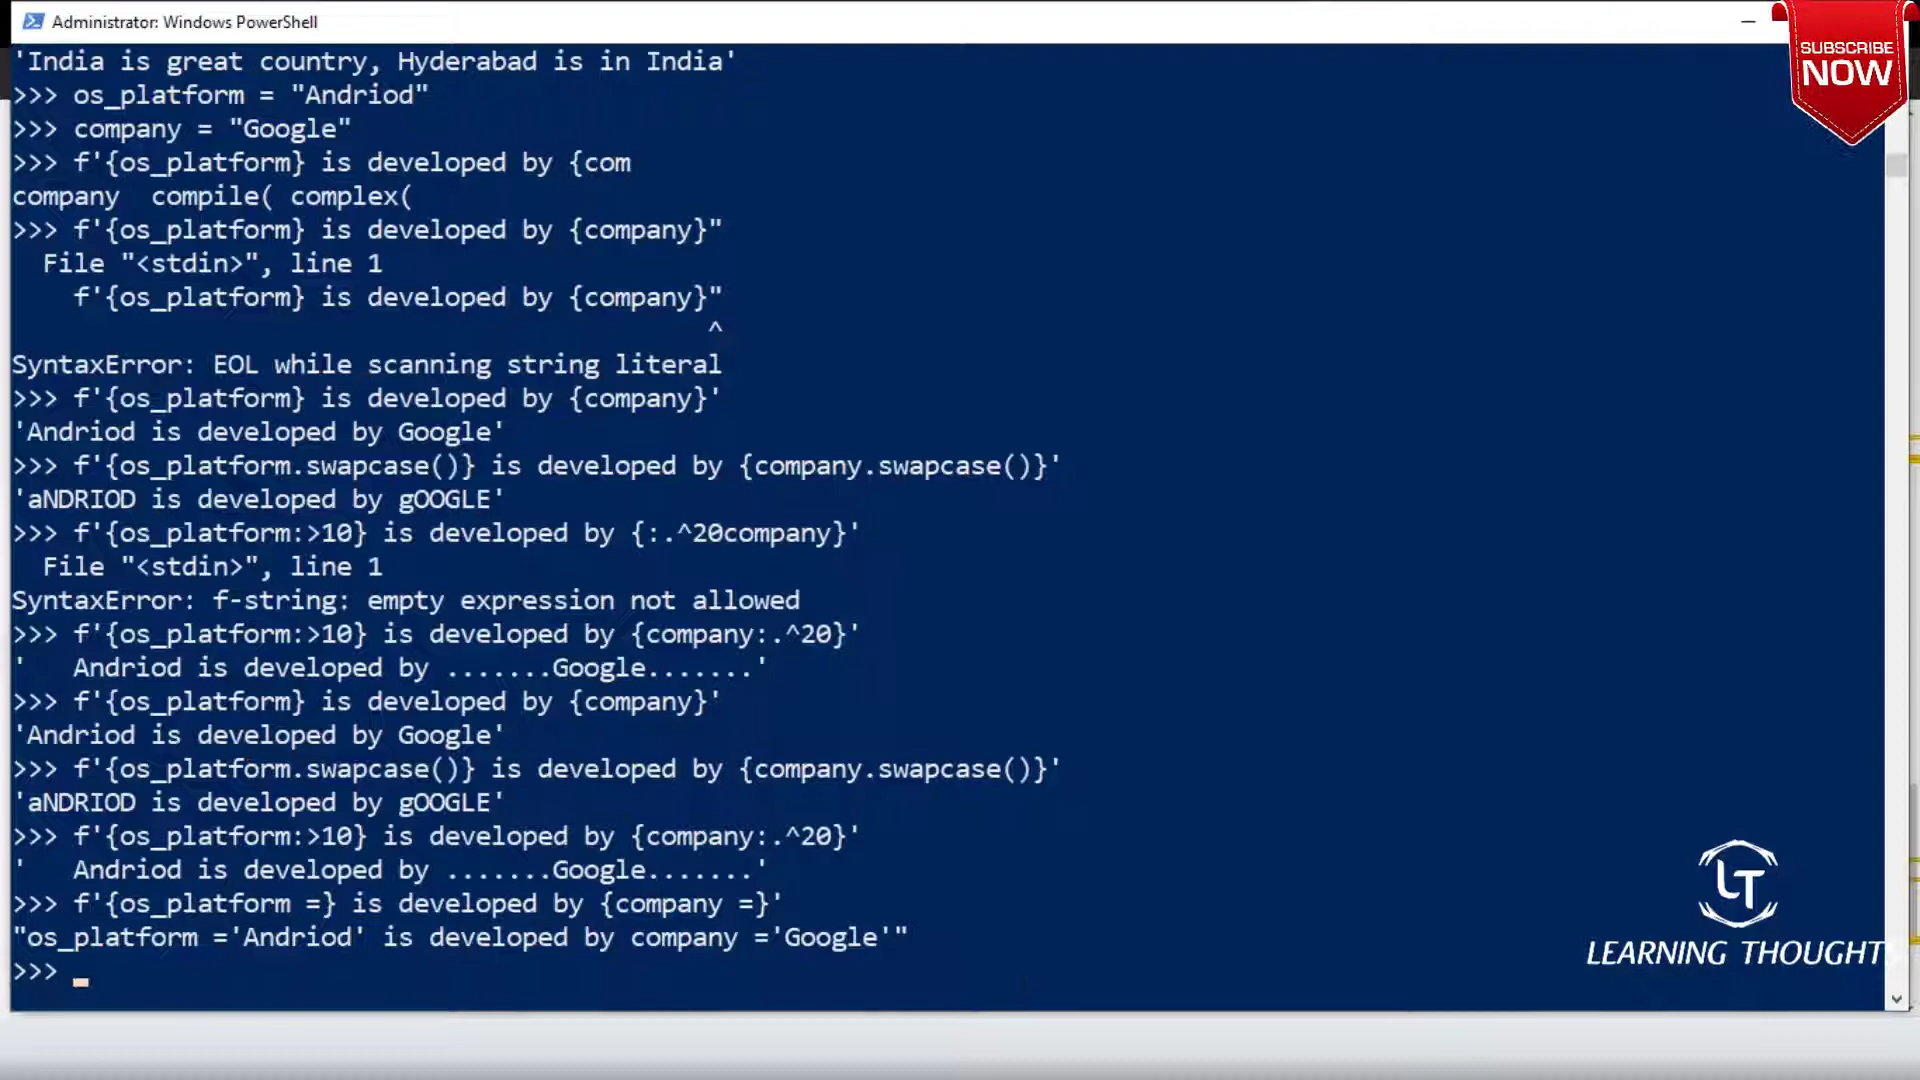 Administrator: Windows PowerShell
SUBSCRIBE
NOW
'India is great country, Hyderabad is in India'
>>> os_platform = "Andriod"
>>> company = "Google"
>>> f'{os_platform} is developed by {com
company  compile( complex(
>>> f'{os_platform} is developed by {company}"
  File "<stdin>", line 1
    f'{os_platform} is developed by {company}"
                                             ^
SyntaxError: EOL while scanning string literal
>>> f'{os_platform} is developed by {company}'
'Andriod is developed by Google'
>>> f'{os_platform.swapcase()} is developed by {company.swapcase()}'
'aNDRIOD is developed by gOOGLE'
>>> f'{os_platform:>10} is developed by {:.^20company}'
  File "<stdin>", line 1
SyntaxError: f-string: empty expression not allowed
>>> f'{os_platform:>10} is developed by {company:.^20}'
'   Andriod is developed by .......Google.......'
>>> f'{os_platform} is developed by {company}'
'Andriod is developed by Google'
>>> f'{os_platform.swapcase()} is developed by {company.swapcase()}'
'aNDRIOD is developed by gOOGLE'
>>> f'{os_platform:>10} is developed by {company:.^20}'
'   Andriod is developed by .......Google.......'
>>> f'{os_platform =} is developed by {company =}'
"os_platform ='Andriod' is developed by company ='Google'"
>>>
LT
LEARNING THOUGHTS